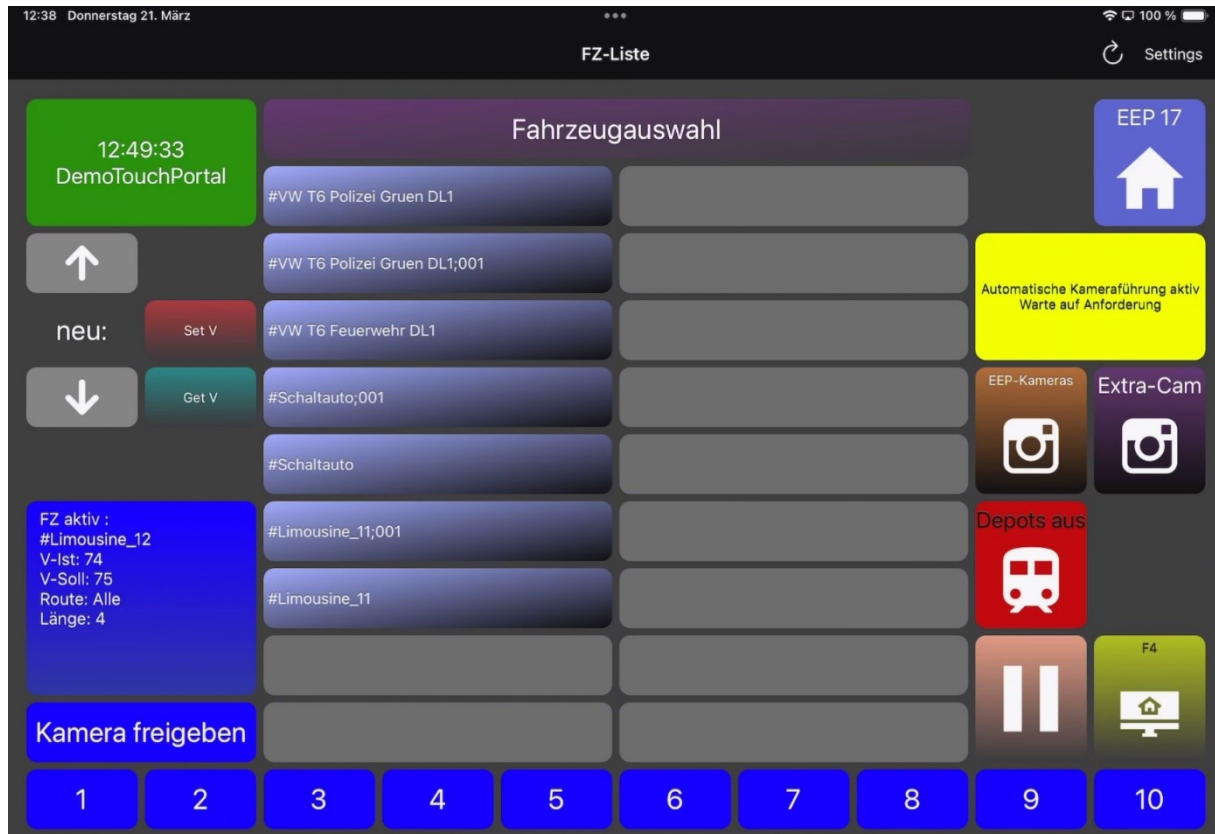 12:38 Donnerstag 21. März
100 %
FZ-Liste
Settings
12:49:33
DemoTouchPortal
Fahrzeugauswahl
EEP 17
#VW T6 Polizei Gruen DL1
#VW T6 Polizei Gruen DL1;001
Automatische Kameraführung aktiv
Warte auf Anforderung
neu:
Set V
#VW T6 Feuerwehr DL1
Get V
#Schaltauto;001
EEP-Kameras
Extra-Cam
#Schaltauto
FZ aktiv :
#Limousine_12
V-Ist: 74
V-Soll: 75
Route: Alle
Länge: 4
#Limousine_11;001
Depots aus
#Limousine_11
F4
Kamera freigeben
1 2 3 4 5 6 7 8 9 10